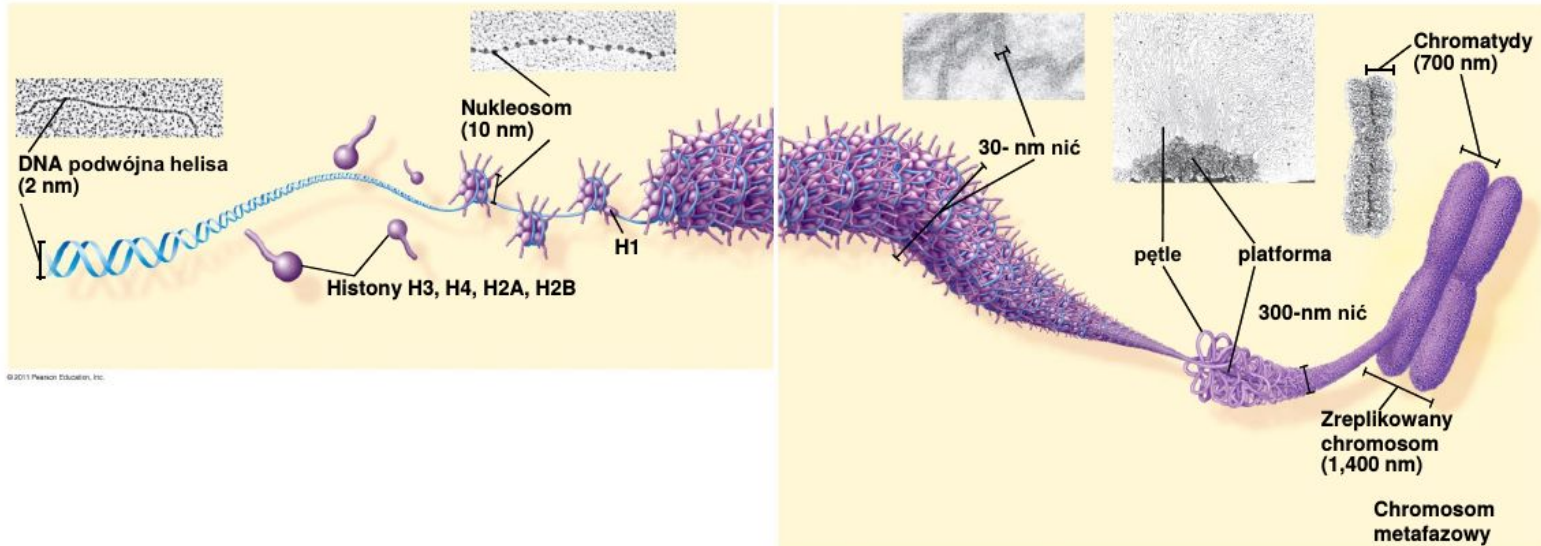 DNA podwójna helisa
(2 nm)
Nukleosom
(10 nm)
Histony H3, H4, H2A, H2B
H1
© 2011 Pearson Education, Inc.
30- nm nić
pętle
platforma
300-nm nić
Chromatydy
(700 nm)
Zreplikowany
chromosom
(1,400 nm)
Chromosom
metafazowy